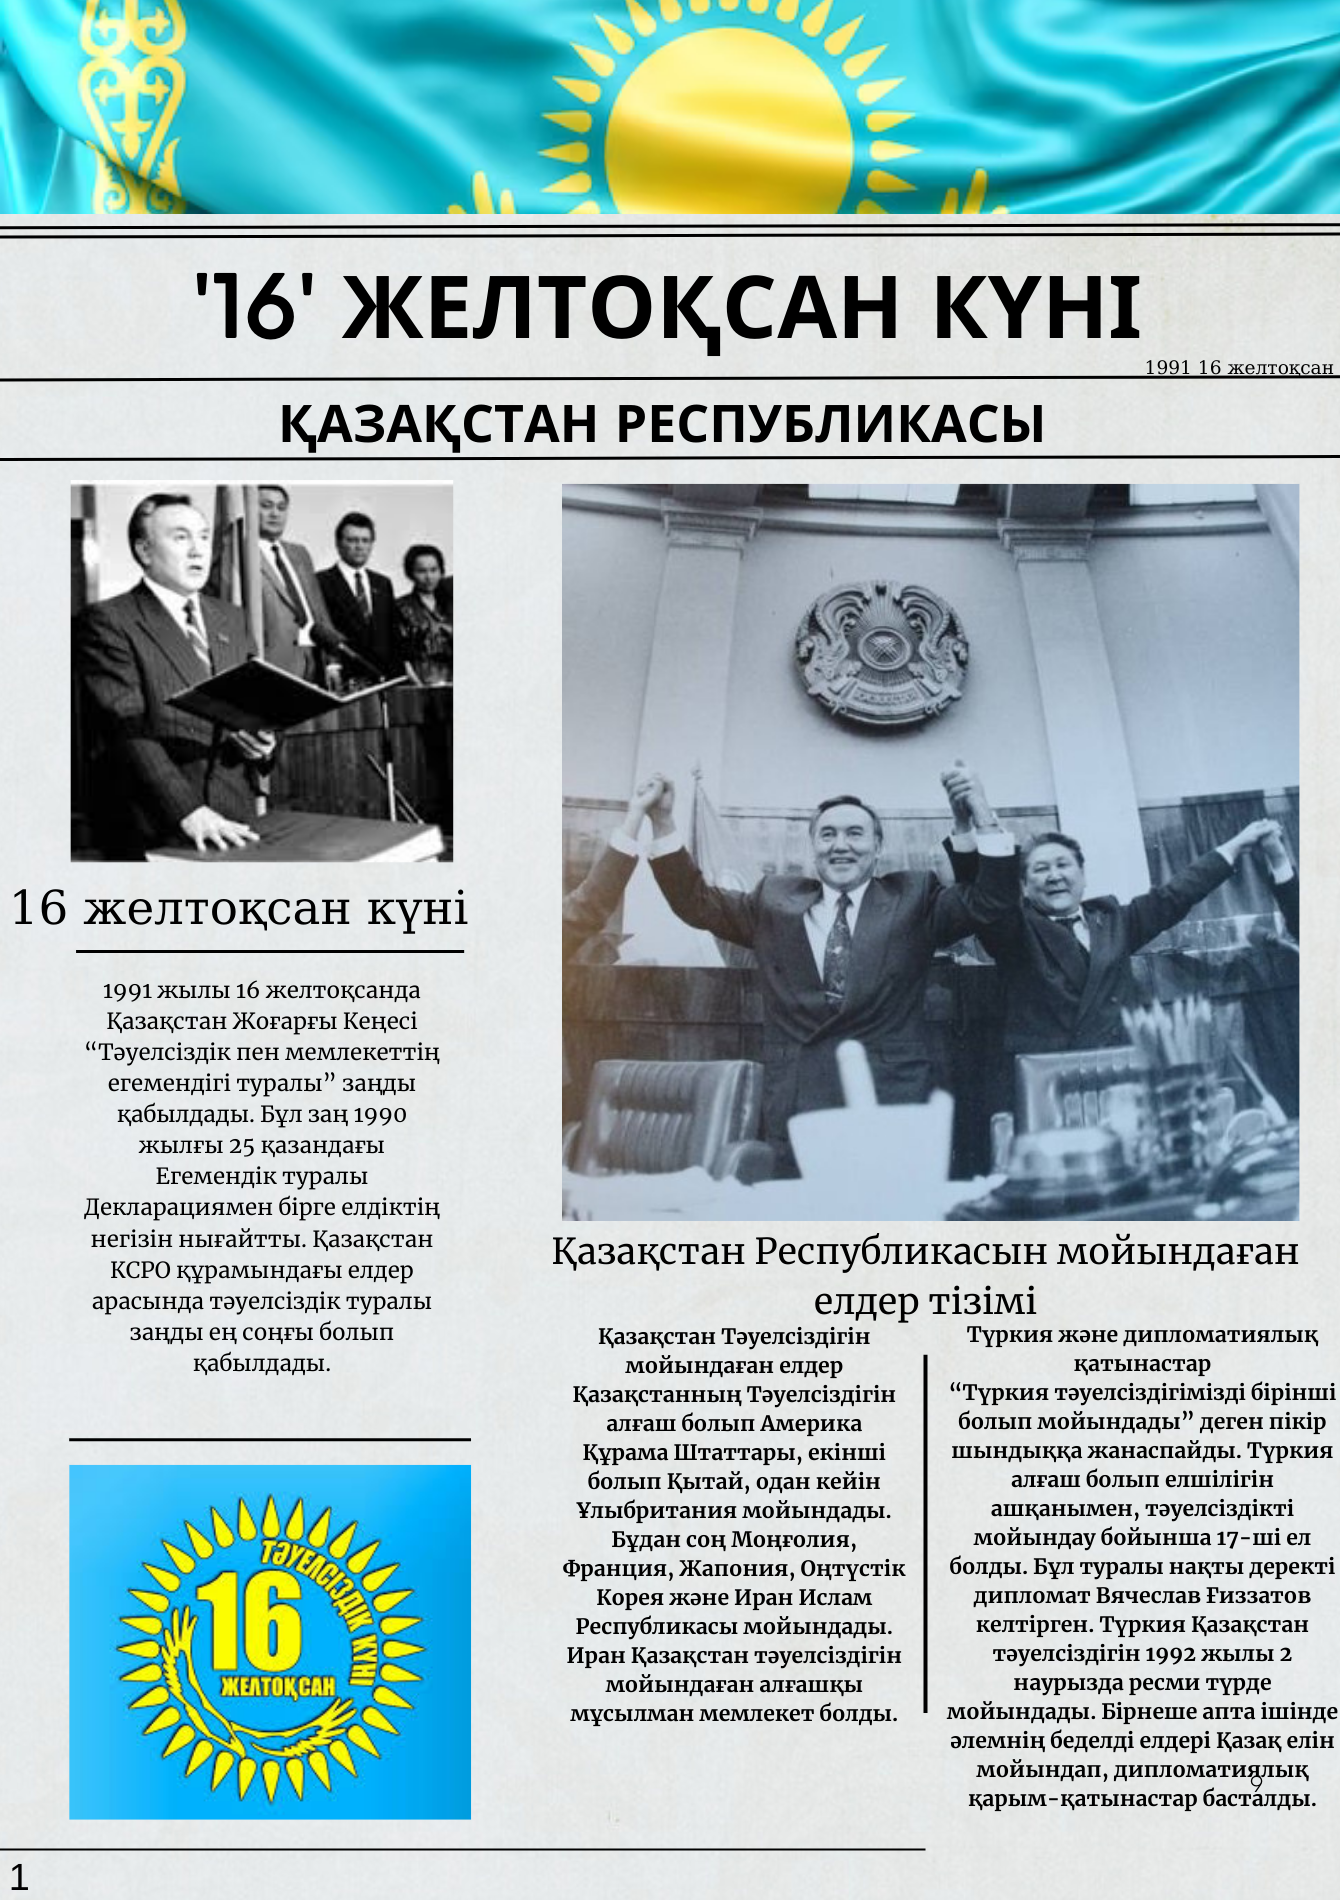 '16' ЖЕЛТОҚСАН КҮНІ
1991 16 желтоқсан
ҚАЗАҚСТАН РЕСПУБЛИКАСЫ
16 желтоқсан күні
1991 жылы 16 желтоқсанда
Қазақстан Жоғарғы Кеңесі
“Тәуелсіздік пен мемлекеттің
егемендігі туралы” заңды
қабылдады. Бұл заң 1990
жылғы 25 қазандағы
Егемендік туралы
Декларациямен бірге елдіктің
негізін нығайтты. Қазақстан
КСРО құрамындағы елдер
арасында тәуелсіздік туралы
заңды ең соңғы болып
қабылдады.
ТӘУЕЛСІЗДІК КҮНІ
16
ЖЕЛТОҚСАН
Қазақстан Республикасын мойындаған
елдер тізімі
Қазақстан Тәуелсіздігін
мойындаған елдер
Қазақстанның Тәуелсіздігін
алғаш болып Америка
Құрама Штаттары, екінші
болып Қытай, одан кейін
Ұлыбритания мойындады.
Бұдан соң Моңғолия,
Франция, Жапония, Оңтүстік
Корея және Иран Ислам
Республикасы мойындады.
Иран Қазақстан тәуелсіздігін
мойындаған алғашқы
мұсылман мемлекет болды.
Түркия және дипломатиялық
қатынастар
“Түркия тәуелсіздігімізді бірінші
болып мойындады” деген пікір
шындыққа жанаспайды. Түркия
алғаш болып елшілігін
ашқанымен, тәуелсіздікті
мойындау бойынша 17-ші ел
болды. Бұл туралы нақты деректі
дипломат Вячеслав Ғиззатов
келтірген. Түркия Қазақстан
тәуелсіздігін 1992 жылы 2
наурызда ресми түрде
мойындады. Бірнеше апта ішінде
әлемнің беделді елдері Қазақ елін
мойындап, дипломатиялық
қарым-қатынастар басталды.
9
1